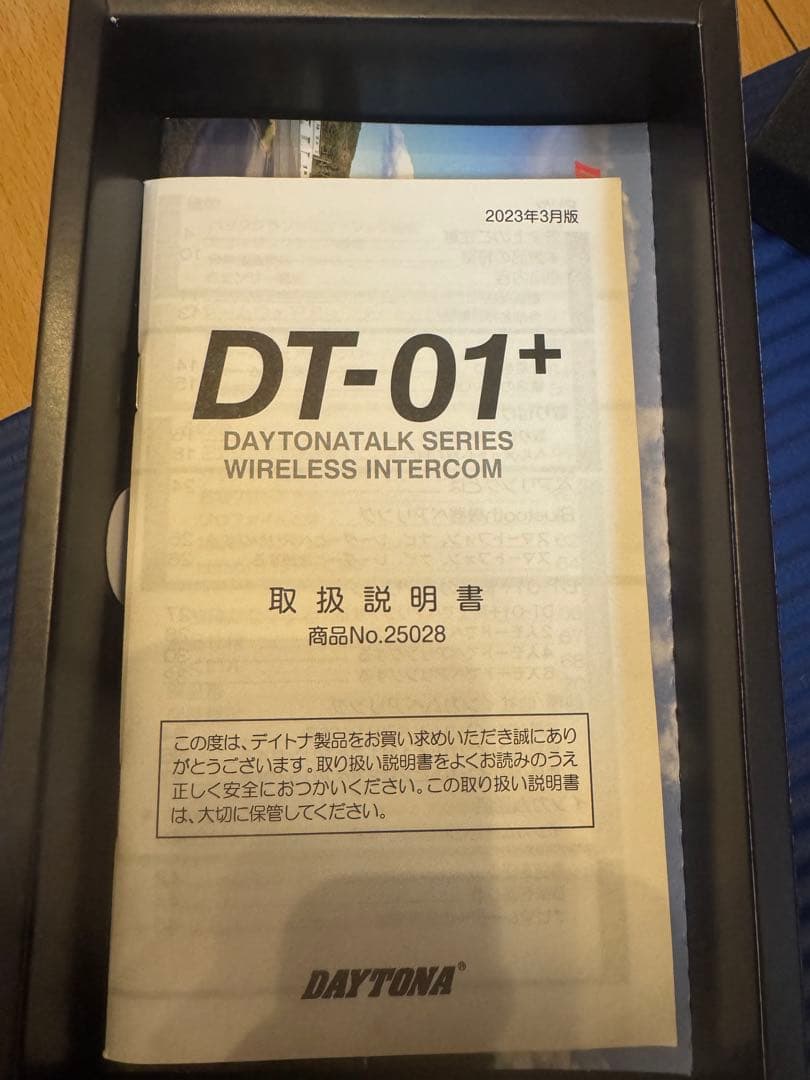 2023年3月版
DT-01+
DAYTONATALK SERIES
WIRELESS INTERCOM
取扱説明書
商品No.25028
この度は、デイトナ製品をお買い求めいただき誠にあり
がとうございます。取り扱い説明書をよくお読みのうえ
正しく安全におつかいください。この取り扱い説明書
は、大切に保管してください。
DAYTONA®